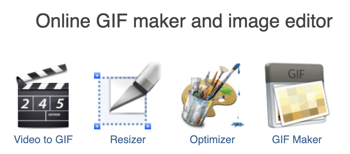 Online GIF maker and image editor
2 4 5
GIF
Video to GIF
Resizer
Optimizer
GIF Maker